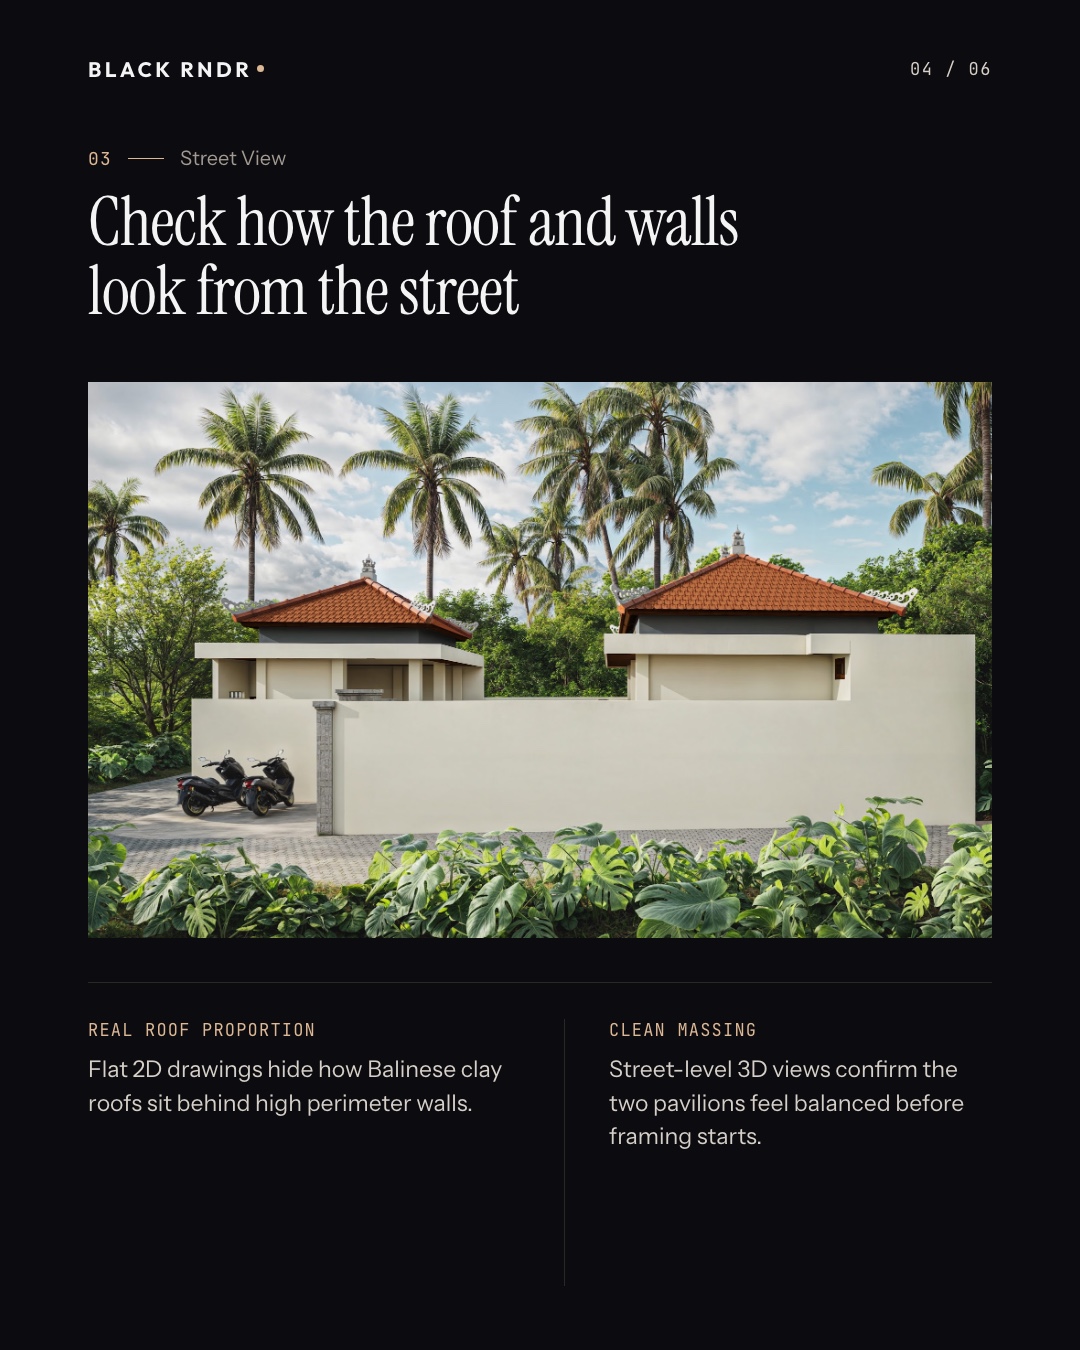 BLACK RNDR
04 / 06
03 — Street View
Check how the roof and walls
look from the street
REAL ROOF PROPORTION
Flat 2D drawings hide how Balinese clay
roofs sit behind high perimeter walls.
CLEAN MASSING
Street-level 3D views confirm the
two pavilions feel balanced before
framing starts.